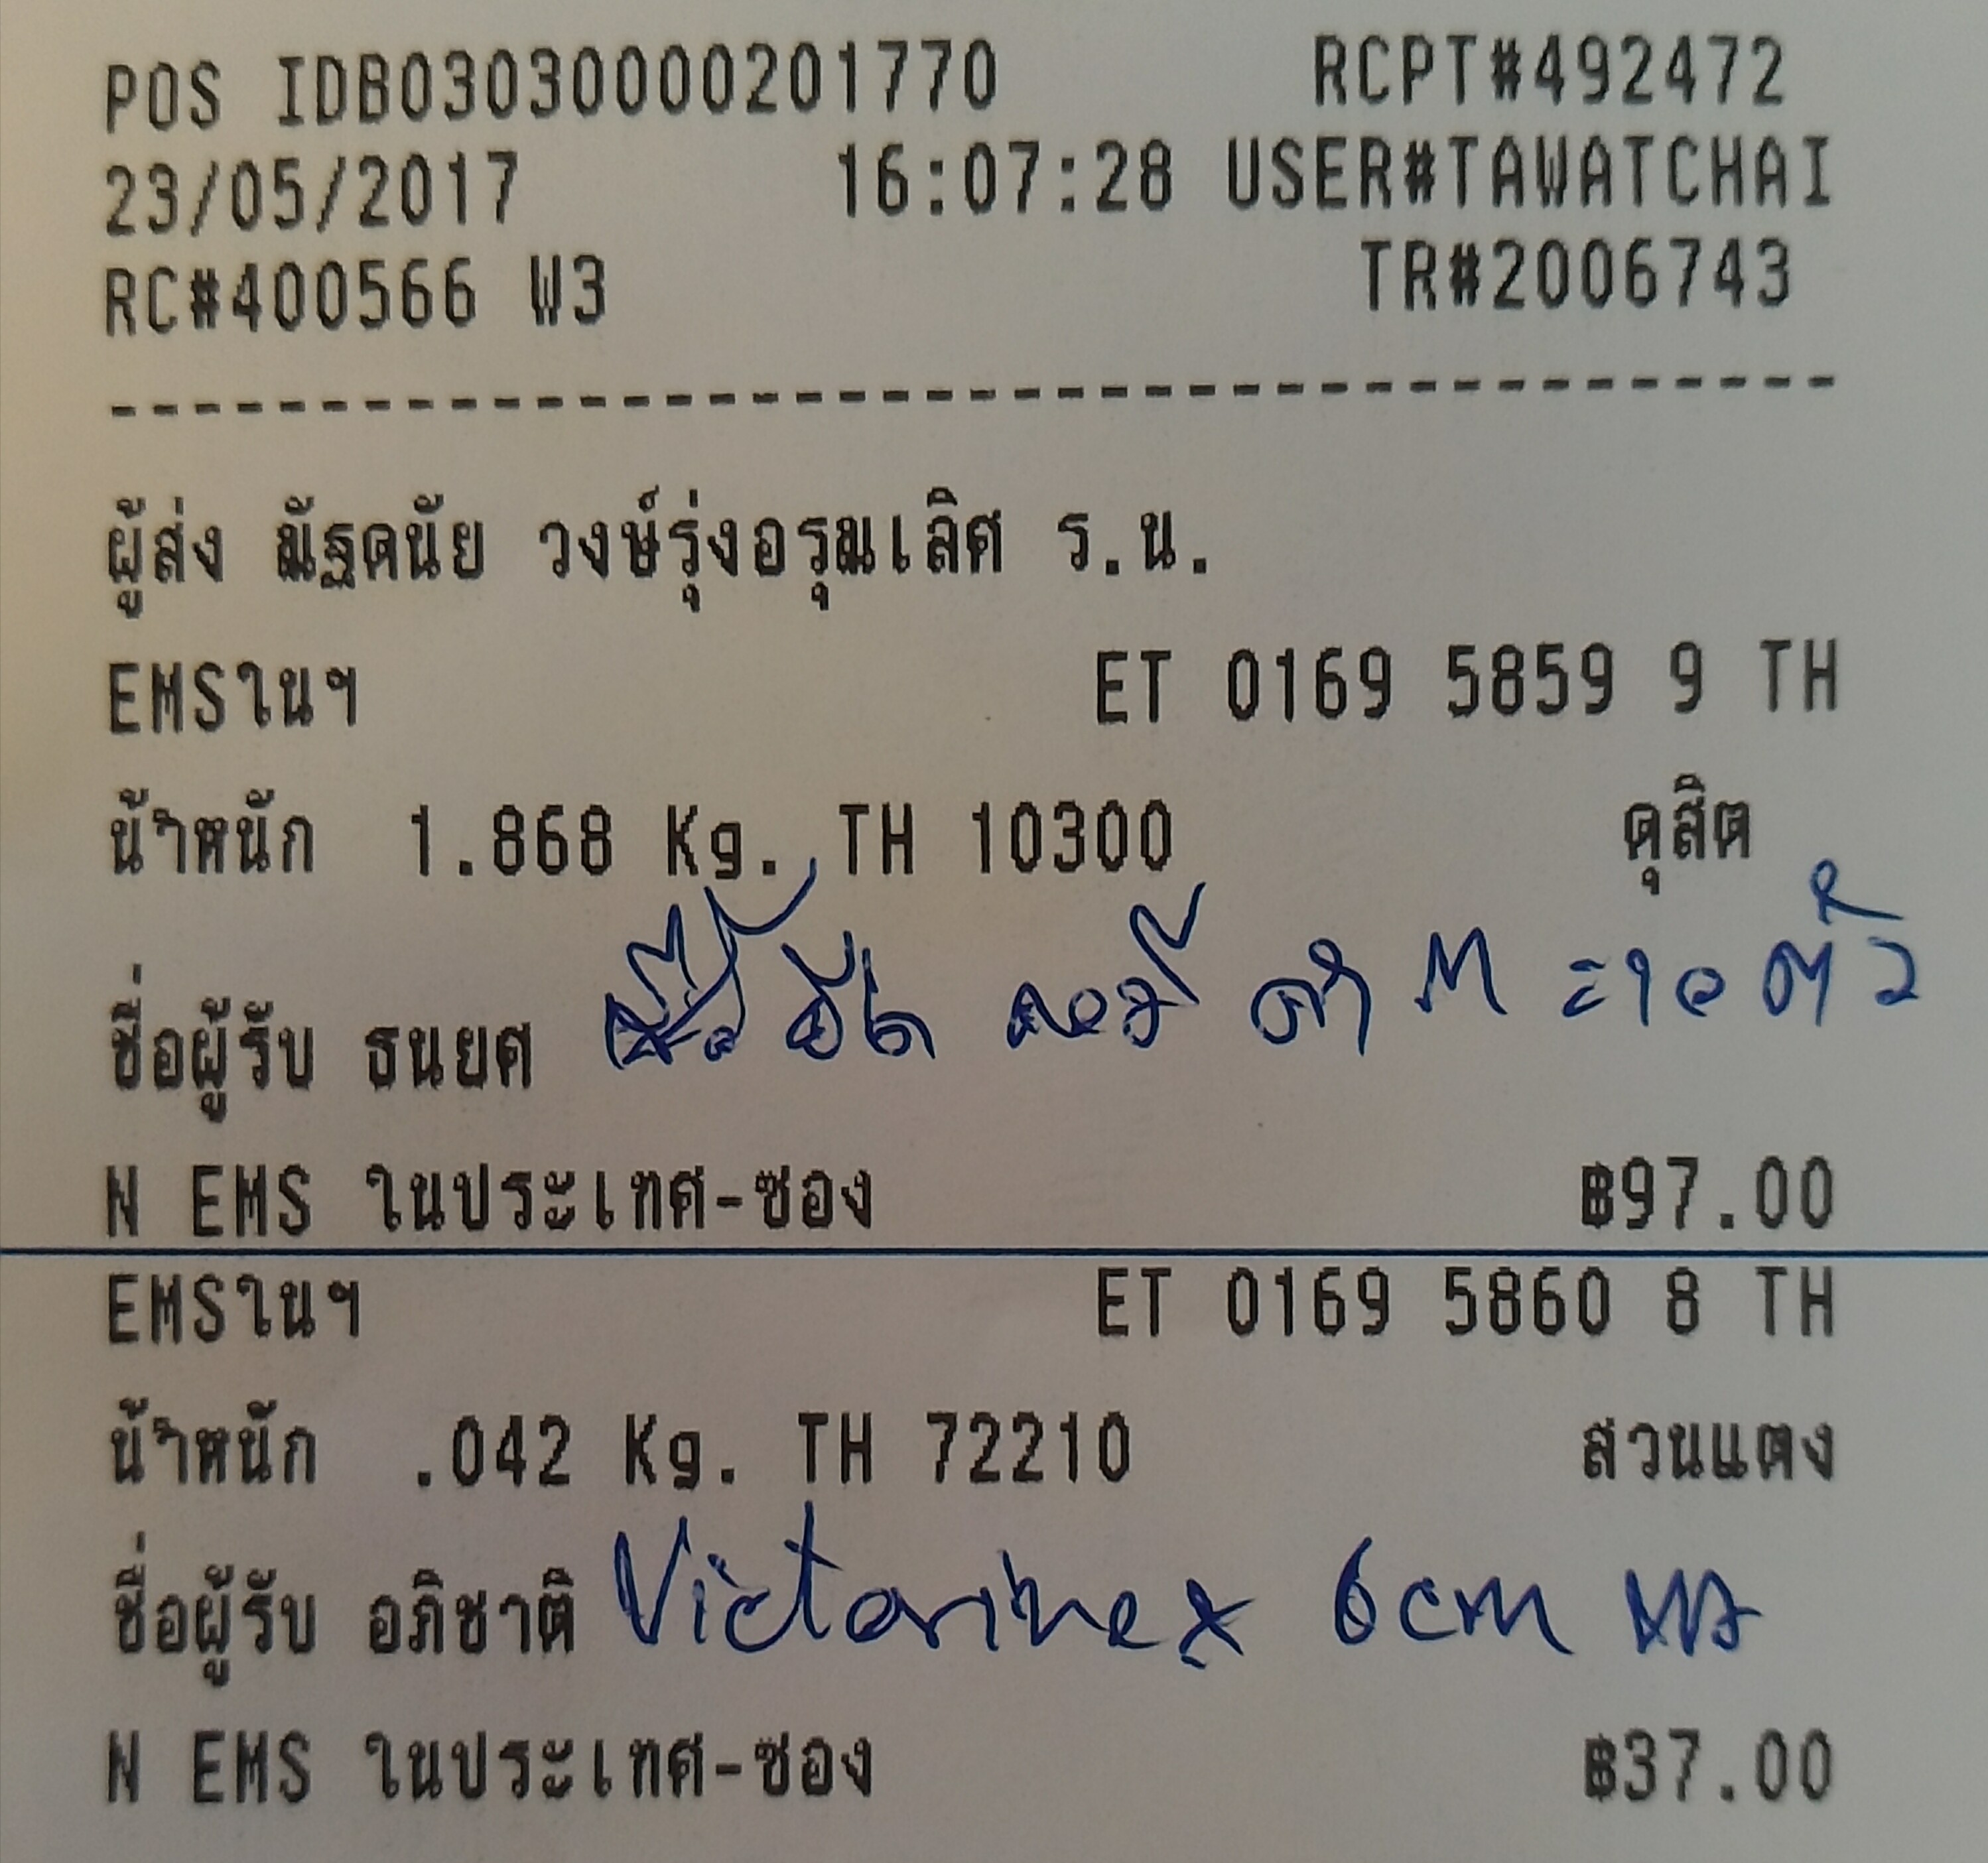 POS IDB03030000201770 RCPT#492472
23/05/2017 16:07:28 USER#TAWATCHAI
RC#400566 W3 TR#2006743
--------------------------------
ผู้ส่ง ณัฐดนัย วงษ์รุ่งอรุณเลิศ ร.น.
EMSในฯ ET 0169 5859 9 TH
น้ำหนัก 1.868 Kg. TH 10300 ดุสิต
ชื่อผู้รับ ธนยศ ดำ M =10 ตัว
N EMS ในประเทศ-ซอง ฿97.00
EMSในฯ ET 0169 5860 8 TH
น้ำหนัก .042 Kg. TH 72210 สวนแตง
ชื่อผู้รับ อภิชาติ Victorinex 6cm
N EMS ในประเทศ-ซอง ฿37.00